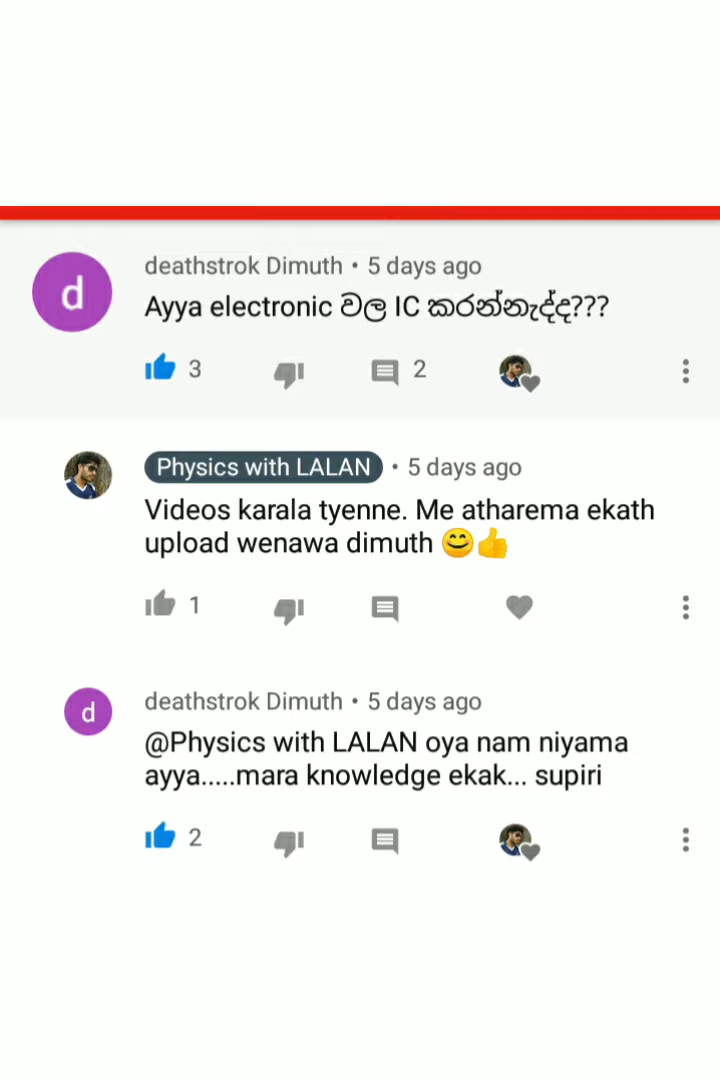 d
deathstrok Dimuth • 5 days ago
Ayya electronic වල IC කරන්නැද්ද???
3
2
Physics with LALAN • 5 days ago
Videos karala tyenne. Me atharema ekath
upload wenawa dimuth 😊👍
1
d
deathstrok Dimuth • 5 days ago
@Physics with LALAN oya nam niyama
ayya.....mara knowledge ekak... supiri
2